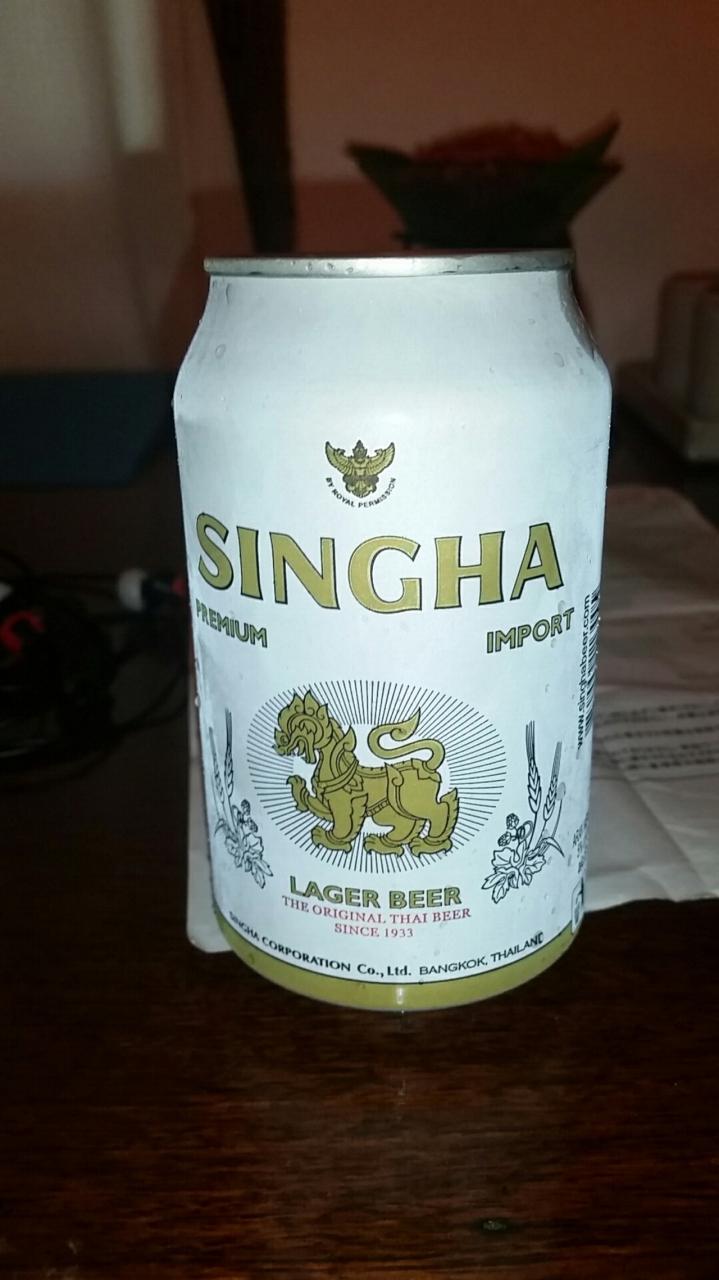 BY ROYAL PERMISSION
SINGHA
PREMIUM IMPORT
LAGER BEER
THE ORIGINAL THAI BEER
SINCE 1933
SINGHA CORPORATION Co., Ltd. BANGKOK, THAILAND
www.singhabeer.com